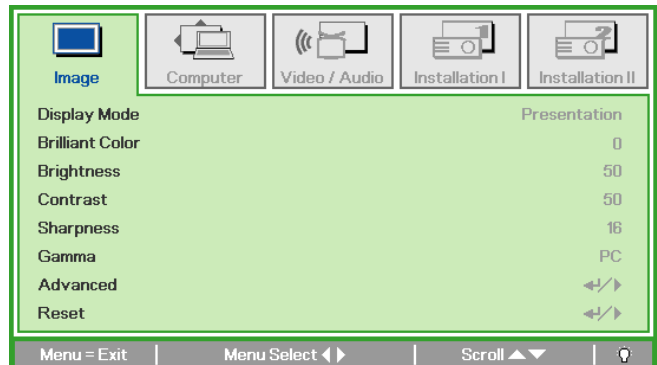 Image Computer Video / Audio Installation I Installation II
Display Mode Presentation
Brilliant Color 0
Brightness 50
Contrast 50
Sharpness 16
Gamma PC
Advanced
Reset
Menu = Exit Menu Select Scroll